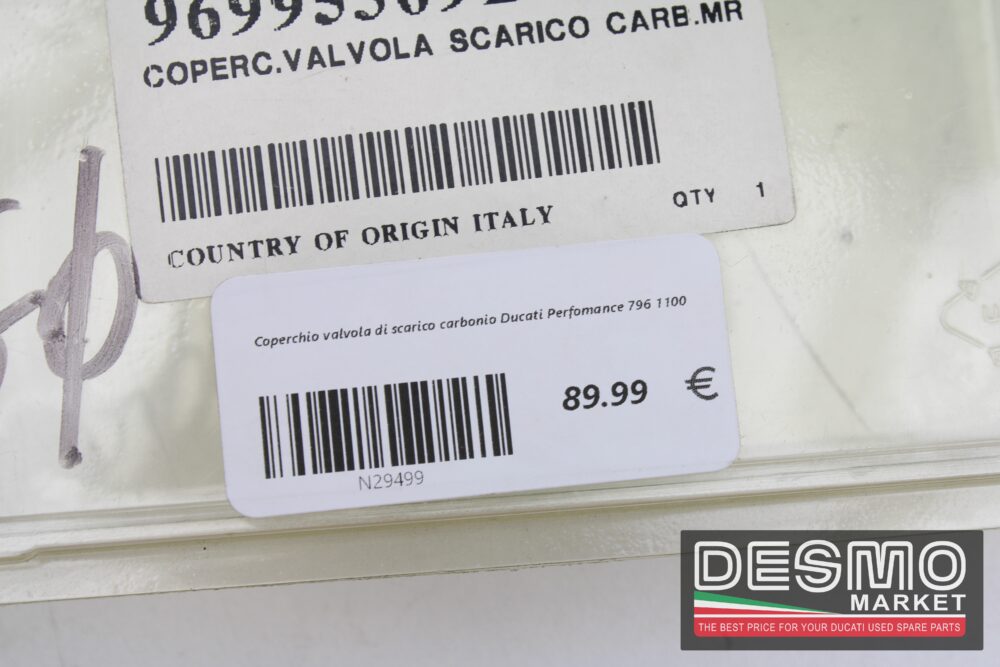 COPERC.VALVOLA SCARICO CARB.MR
QTY 1
COUNTRY OF ORIGIN ITALY
Coperchio valvola di scarico carbonio Ducati Perfomance 796 1100
89.99 €
N29499
DESMO
MARKET
THE BEST PRICE FOR YOUR DUCATI USED SPARE PARTS